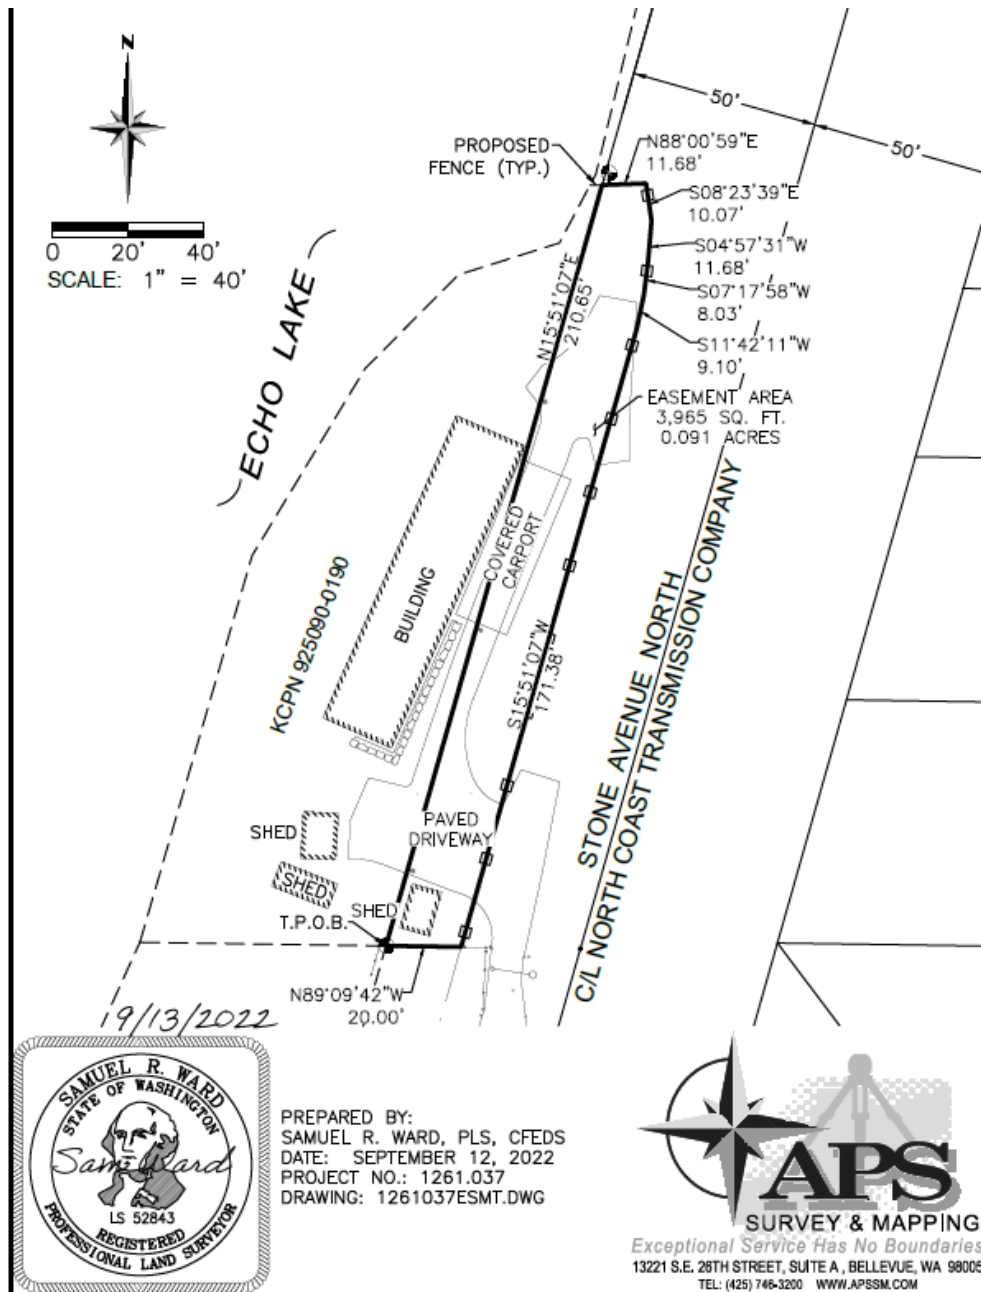 N
50'
50'
PROPOSED
FENCE (TYP.)
N88°00'59"E
11.68'
S08°23'39"E
10.07'
S04°57'31"W
11.68'
S07°17'58"W
8.03'
S11°42'11"W
9.10'
0 20' 40'
SCALE: 1" = 40'
ECHO LAKE
N15°51'07"E
210.65'
EASEMENT AREA
3,965 SQ. FT.
0.091 ACRES
COVERED
CARPORT
BUILDING
KCPN 925090-0190
S15°51'07"W
171.38'
STONE AVENUE NORTH
C/L NORTH COAST TRANSMISSION COMPANY
PAVED
DRIVEWAY
SHED
SHED
SHED
T.P.O.B.
N89°09'42"W
20.00'
9/13/2022
SAMUEL R. WARD
STATE OF WASHINGTON
Sam Ward
LS 52843
REGISTERED
PROFESSIONAL LAND SURVEYOR
PREPARED BY:
SAMUEL R. WARD, PLS, CFEDS
DATE: SEPTEMBER 12, 2022
PROJECT NO.: 1261.037
DRAWING: 1261037ESMT.DWG
APS
SURVEY & MAPPING
Exceptional Service Has No Boundaries
13221 S.E. 26TH STREET, SUITE A, BELLEVUE, WA 98005
TEL: (425) 746-3200 WWW.APSSM.COM